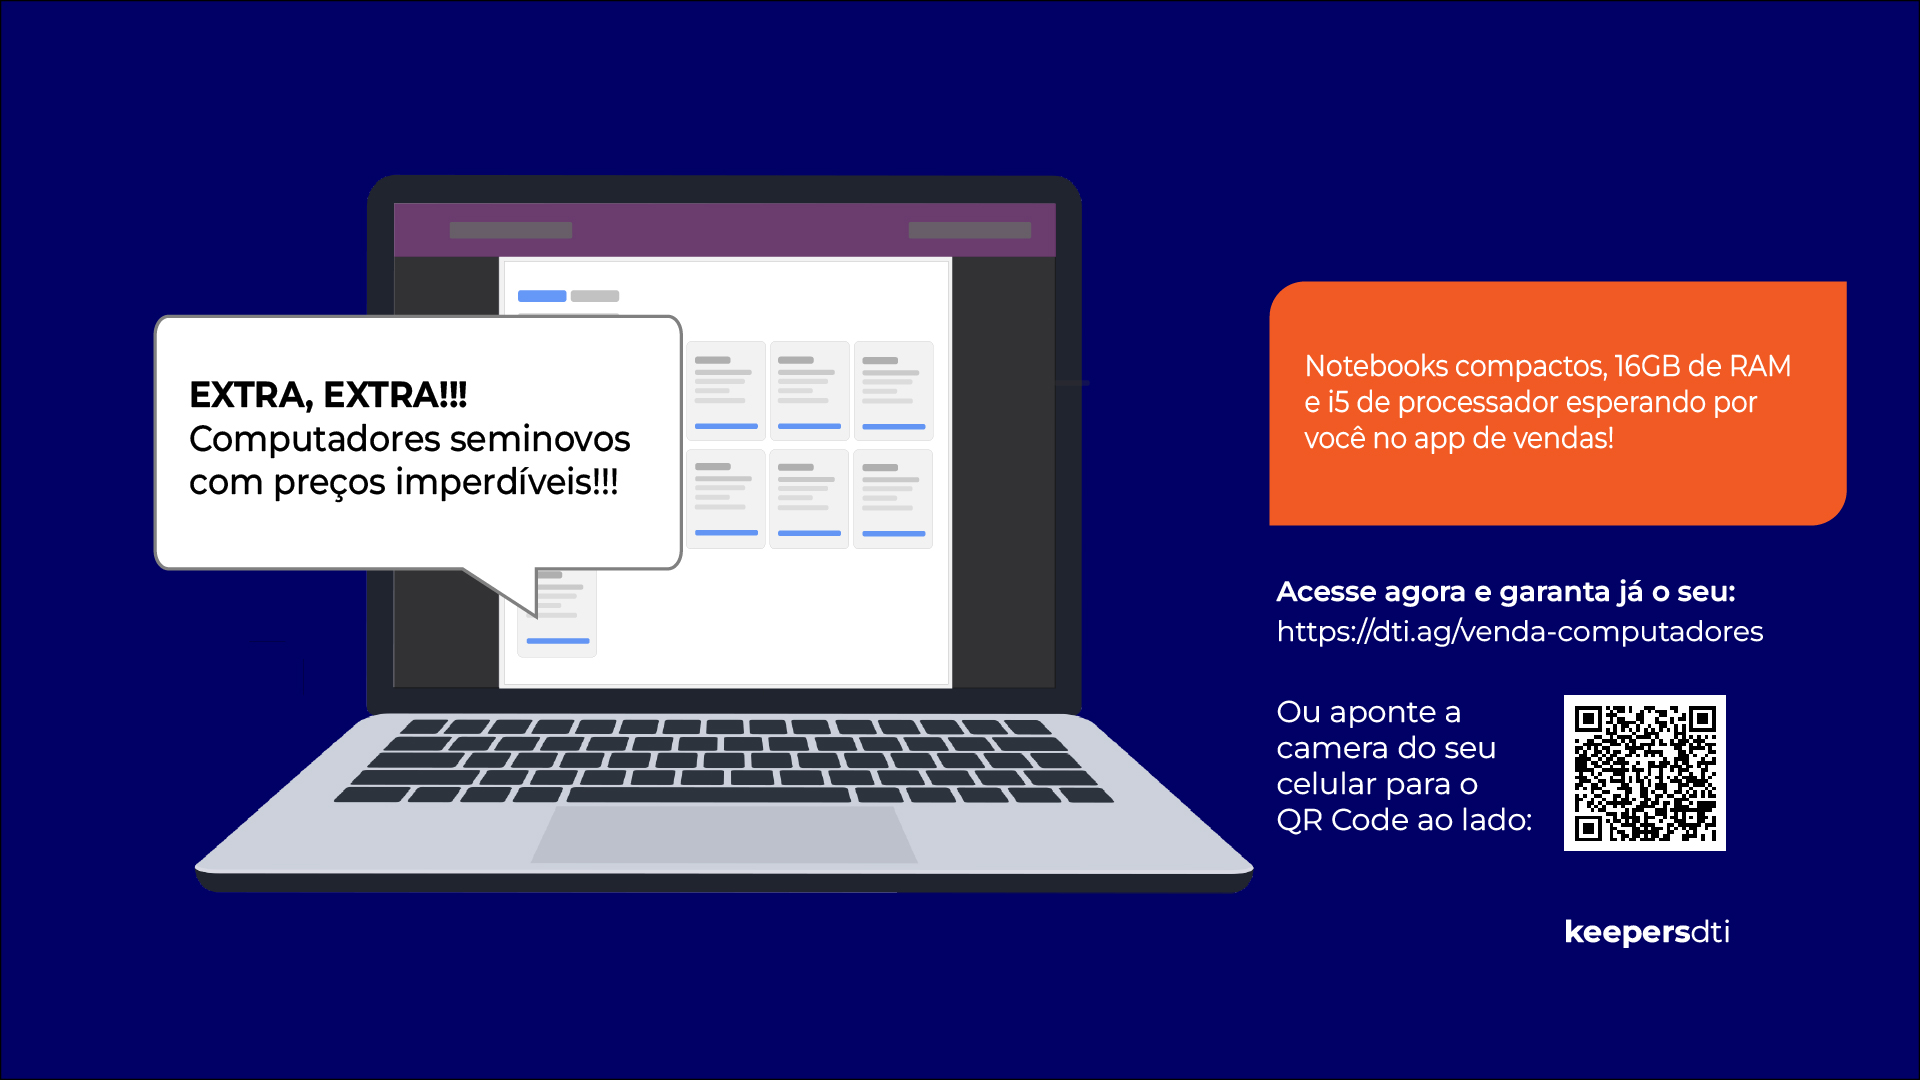 EXTRA, EXTRA!!!
Computadores seminovos
com preços imperdíveis!!!
Notebooks compactos, 16GB de RAM
e i5 de processador esperando por
você no app de vendas!
Acesse agora e garanta já o seu:
https://dti.ag/venda-computadores
Ou aponte a
camera do seu
celular para o
QR Code ao lado:
keepersdti